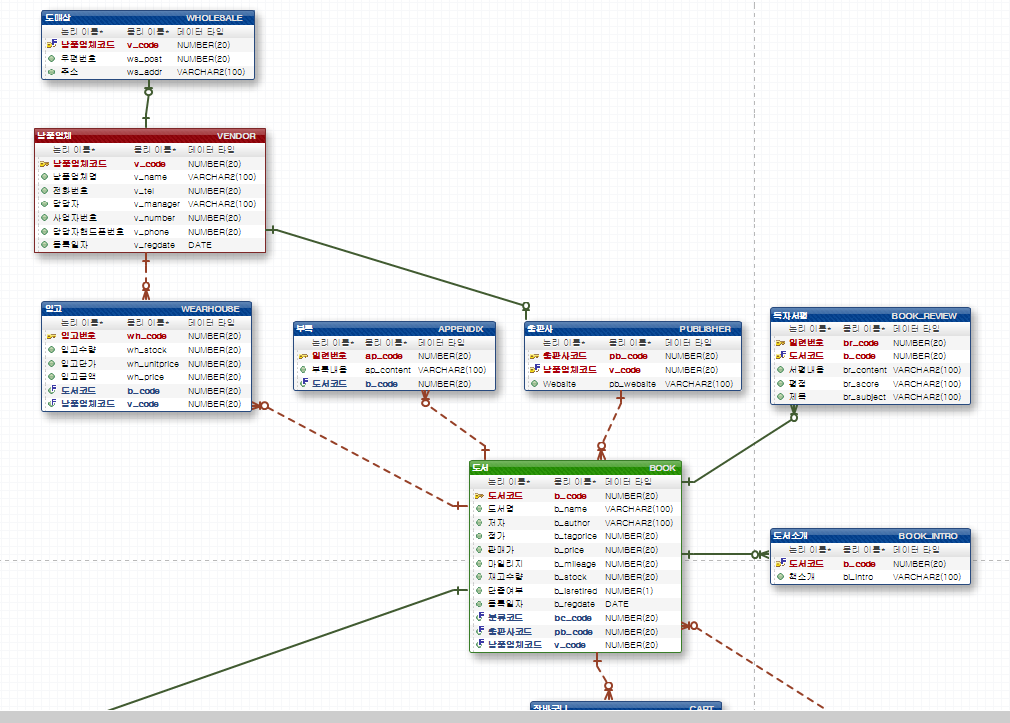 도매상 WHOLESALE
논리 이름* 물리 이름* 데이터 타입
납품업체코드 v_code NUMBER(20)
우편번호 ws_post NUMBER(20)
주소 ws_addr VARCHAR2(100)
납품업체 VENDOR
논리 이름* 물리 이름* 데이터 타입
납품업체코드 v_code NUMBER(20)
납품업체명 v_name VARCHAR2(100)
전화번호 v_tel NUMBER(20)
담당자 v_manager VARCHAR2(100)
사업자번호 v_number NUMBER(20)
담당자핸드폰번호 v_phone NUMBER(20)
등록일자 v_regdate DATE
입고 WEARHOUSE
논리 이름* 물리 이름* 데이터 타입
입고번호 wh_code NUMBER(20)
입고수량 wh_stock NUMBER(20)
입고단가 wh_unitprice NUMBER(20)
입고금액 wh_price NUMBER(20)
도서코드 b_code NUMBER(20)
납품업체코드 v_code NUMBER(20)
부록 APPENDIX
논리 이름* 물리 이름* 데이터 타입
일련번호 ap_code NUMBER(20)
부록내용 ap_content VARCHAR2(100)
도서코드 b_code NUMBER(20)
출판사 PUBLISHER
논리 이름* 물리 이름* 데이터 타입
출판사코드 pb_code NUMBER(20)
납품업체코드 v_code NUMBER(20)
Website pb_website VARCHAR2(100)
독자서평 BOOK_REVIEW
논리 이름* 물리 이름* 데이터 타입
일련번호 br_code NUMBER(20)
도서코드 b_code NUMBER(20)
서평내용 br_content VARCHAR2(100)
평점 br_score NUMBER(20)
제목 br_subject VARCHAR2(100)
도서 BOOK
논리 이름* 물리 이름* 데이터 타입
도서코드 b_code NUMBER(20)
도서명 b_name VARCHAR2(100)
저자 b_author VARCHAR2(100)
정가 b_tagprice NUMBER(20)
판매가 b_price NUMBER(20)
마일리지 b_mileage NUMBER(20)
재고수량 b_stock NUMBER(20)
단종여부 b_isretired NUMBER(1)
등록일자 b_regdate DATE
분류코드 bc_code NUMBER(20)
출판사코드 pb_code NUMBER(20)
납품업체코드 v_code NUMBER(20)
도서소개 BOOK_INTRO
논리 이름* 물리 이름* 데이터 타입
도서코드 b_code NUMBER(20)
책소개 bi_intro VARCHAR2(100)
장바구니 CART